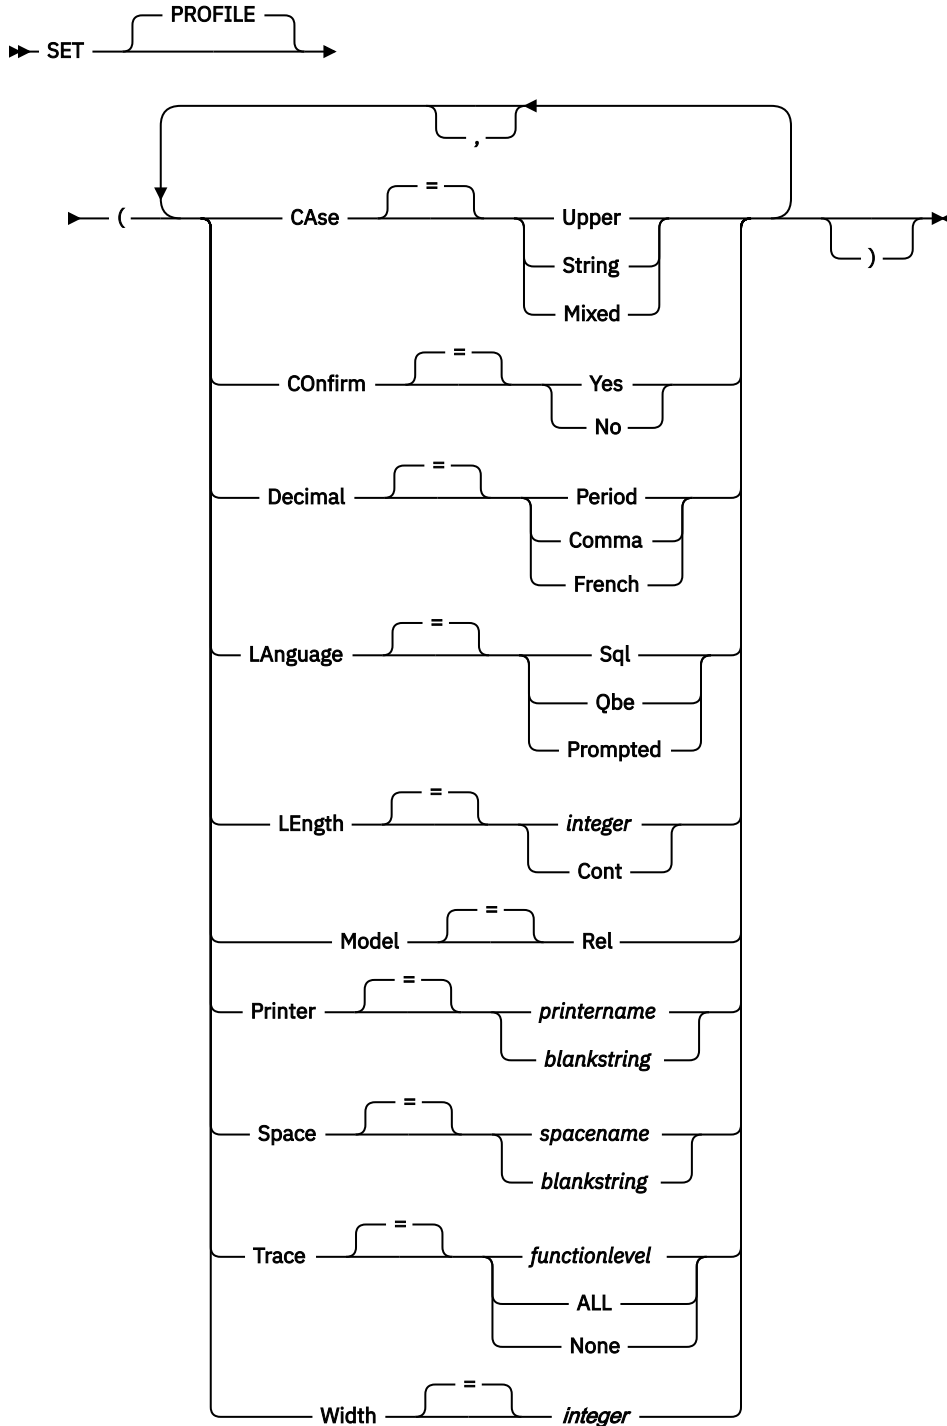 PROFILE
SET
,
=
( CAse Upper
String )
Mixed
=
COnfirm Yes
No
=
Decimal Period
Comma
French
=
LAnguage Sql
Qbe
Prompted
=
LEngth integer
Cont
=
Model Rel
=
Printer printername
blankstring
=
Space spacename
blankstring
=
Trace functionlevel
ALL
None
=
Width integer